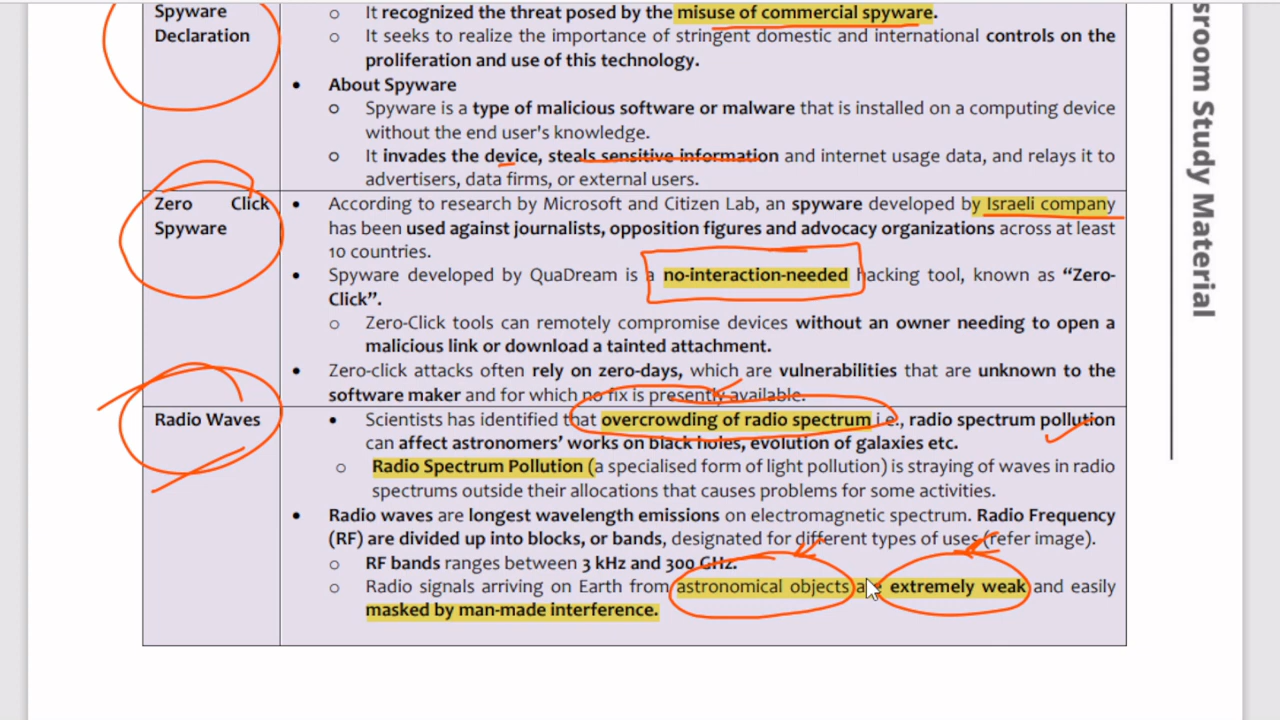 Spyware
Declaration
o It recognized the threat posed by the misuse of commercial spyware.
o It seeks to realize the importance of stringent domestic and international controls on the
proliferation and use of this technology.
• About Spyware
o Spyware is a type of malicious software or malware that is installed on a computing device
without the end user's knowledge.
o It invades the device, steals sensitive information and internet usage data, and relays it to
advertisers, data firms, or external users.
Zero Click
Spyware
• According to research by Microsoft and Citizen Lab, an spyware developed by Israeli company
has been used against journalists, opposition figures and advocacy organizations across at least
10 countries.
• Spyware developed by QuaDream is a no-interaction-needed hacking tool, known as “Zero-
Click”.
o Zero-Click tools can remotely compromise devices without an owner needing to open a
malicious link or download a tainted attachment.
• Zero-click attacks often rely on zero-days, which are vulnerabilities that are unknown to the
software maker and for which no fix is presently available.
Radio Waves
• Scientists has identified that overcrowding of radio spectrum i.e., radio spectrum pollution
can affect astronomers’ works on black holes, evolution of galaxies etc.
o Radio Spectrum Pollution (a specialised form of light pollution) is straying of waves in radio
spectrums outside their allocations that causes problems for some activities.
• Radio waves are longest wavelength emissions on electromagnetic spectrum. Radio Frequency
(RF) are divided up into blocks, or bands, designated for different types of uses (refer image).
o RF bands ranges between 3 kHz and 300 GHz.
o Radio signals arriving on Earth from astronomical objects are extremely weak and easily
masked by man-made interference.
sroom Study Material